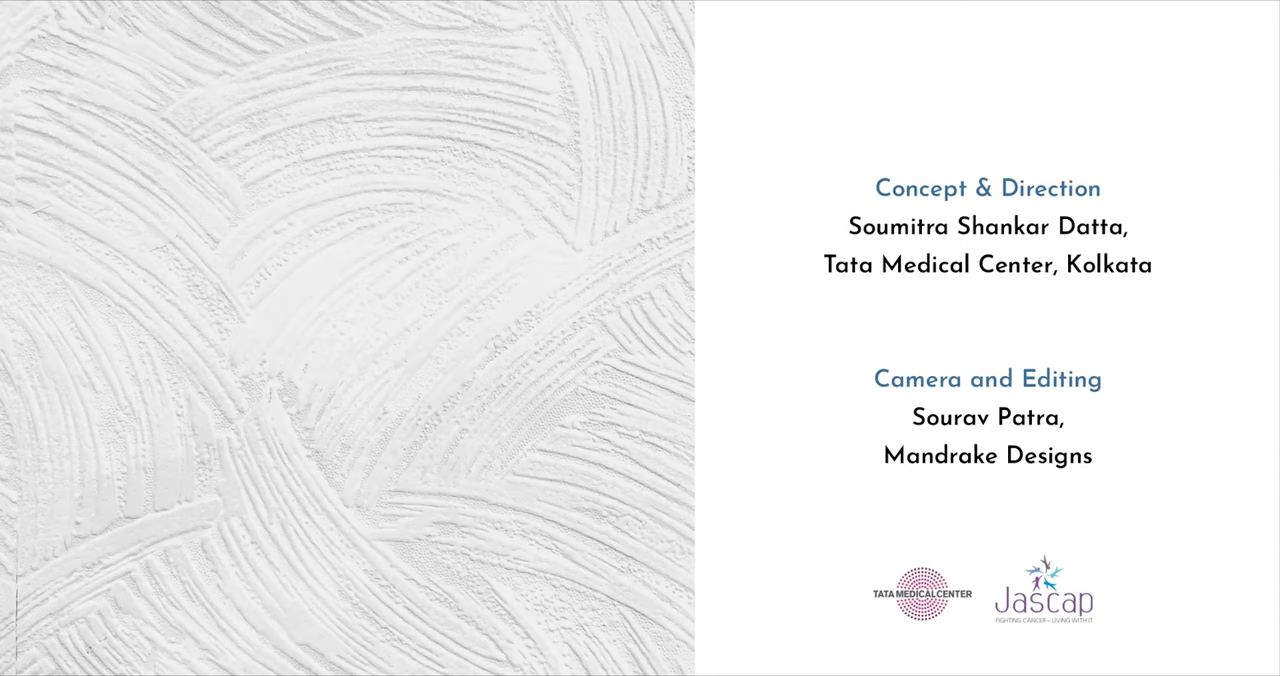 Concept & Direction
Soumitra Shankar Datta,
Tata Medical Center, Kolkata
Camera and Editing
Sourav Patra,
Mandrake Designs
TATA MEDICAL CENTER
Jascap
FIGHTING CANCER – LIVING WITH IT